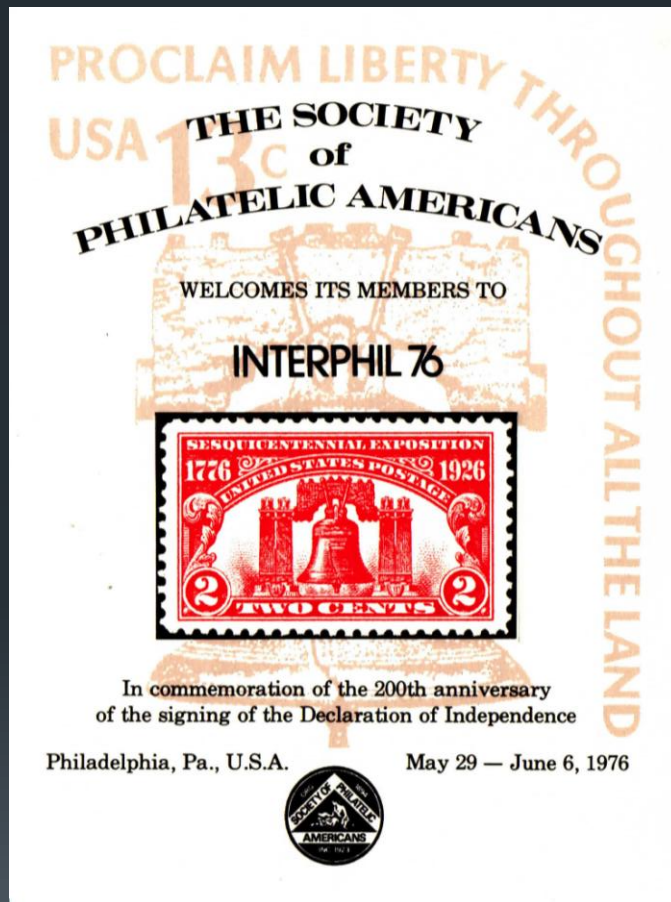 PROCLAIM LIBERTY THROUGHOUT ALL THE LAND
USA 13c
THE SOCIETY
of
PHILATELIC AMERICANS
WELCOMES ITS MEMBERS TO
INTERPHIL 76
SESQUICENTENNIAL EXPOSITION
1776 1926
UNITED STATES POSTAGE
2 2
TWO CENTS
In commemoration of the 200th anniversary
of the signing of the Declaration of Independence
Philadelphia, Pa., U.S.A. May 29 — June 6, 1976
SOCIETY OF PHILATELIC
AMERICANS